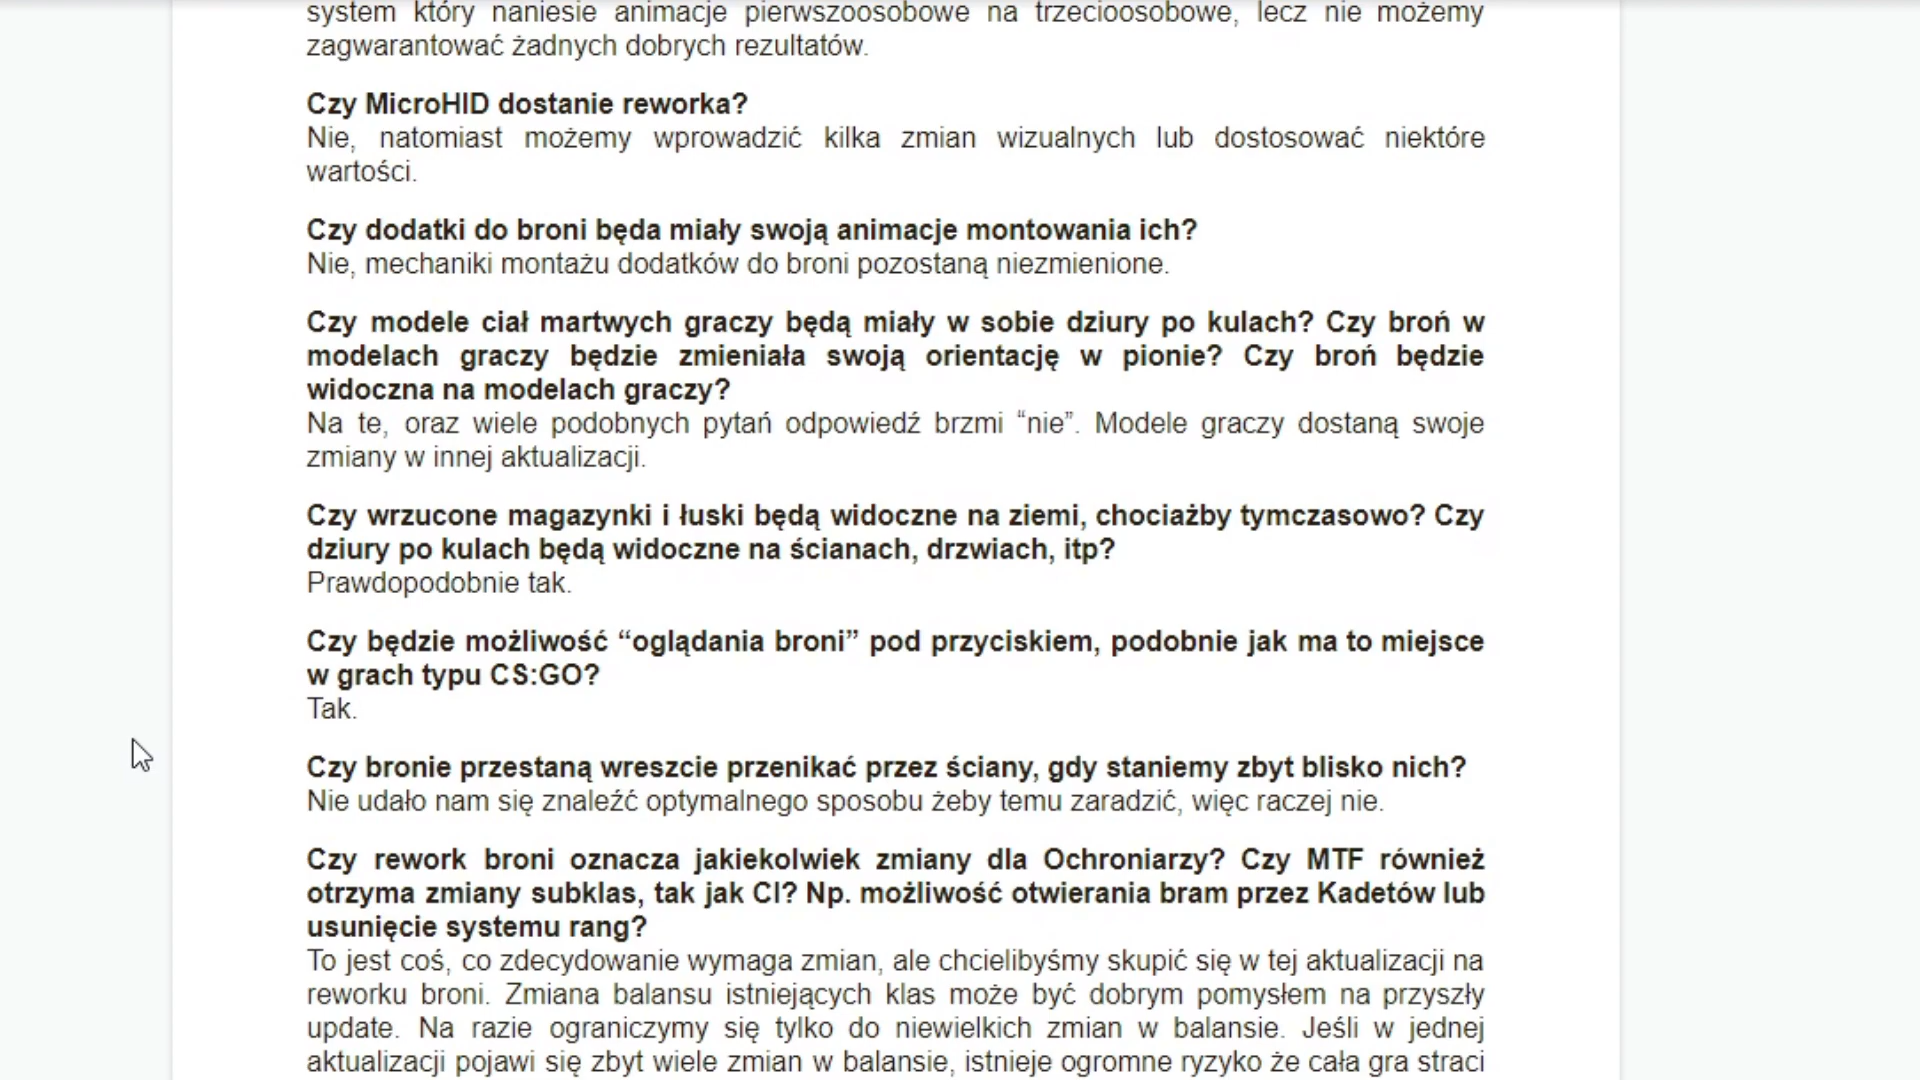 system który naniesie animacje pierwszoosobowe na trzecioosobowe, lecz nie możemy
zagwarantować żadnych dobrych rezultatów.
Czy MicroHID dostanie reworka?
Nie, natomiast możemy wprowadzić kilka zmian wizualnych lub dostosować niektóre
wartości.
Czy dodatki do broni będa miały swoją animacje montowania ich?
Nie, mechaniki montażu dodatków do broni pozostaną niezmienione.
Czy modele ciał martwych graczy będą miały w sobie dziury po kulach? Czy broń w
modelach graczy będzie zmieniała swoją orientację w pionie? Czy broń będzie
widoczna na modelach graczy?
Na te, oraz wiele podobnych pytań odpowiedź brzmi “nie”. Modele graczy dostaną swoje
zmiany w innej aktualizacji.
Czy wrzucone magazynki i łuski będą widoczne na ziemi, chociażby tymczasowo? Czy
dziury po kulach będą widoczne na ścianach, drzwiach, itp?
Prawdopodobnie tak.
Czy będzie możliwość “oglądania broni” pod przyciskiem, podobnie jak ma to miejsce
w grach typu CS:GO?
Tak.
Czy bronie przestaną wreszcie przenikać przez ściany, gdy staniemy zbyt blisko nich?
Nie udało nam się znaleźć optymalnego sposobu żeby temu zaradzić, więc raczej nie.
Czy rework broni oznacza jakiekolwiek zmiany dla Ochroniarzy? Czy MTF również
otrzyma zmiany subklas, tak jak CI? Np. możliwość otwierania bram przez Kadetów lub
usunięcie systemu rang?
To jest coś, co zdecydowanie wymaga zmian, ale chcielibyśmy skupić się w tej aktualizacji na
reworku broni. Zmiana balansu istniejących klas może być dobrym pomysłem na przyszły
update. Na razie ograniczymy się tylko do niewielkich zmian w balansie. Jeśli w jednej
aktualizacji pojawi się zbyt wiele zmian w balansie, istnieje ogromne ryzyko że cała gra straci